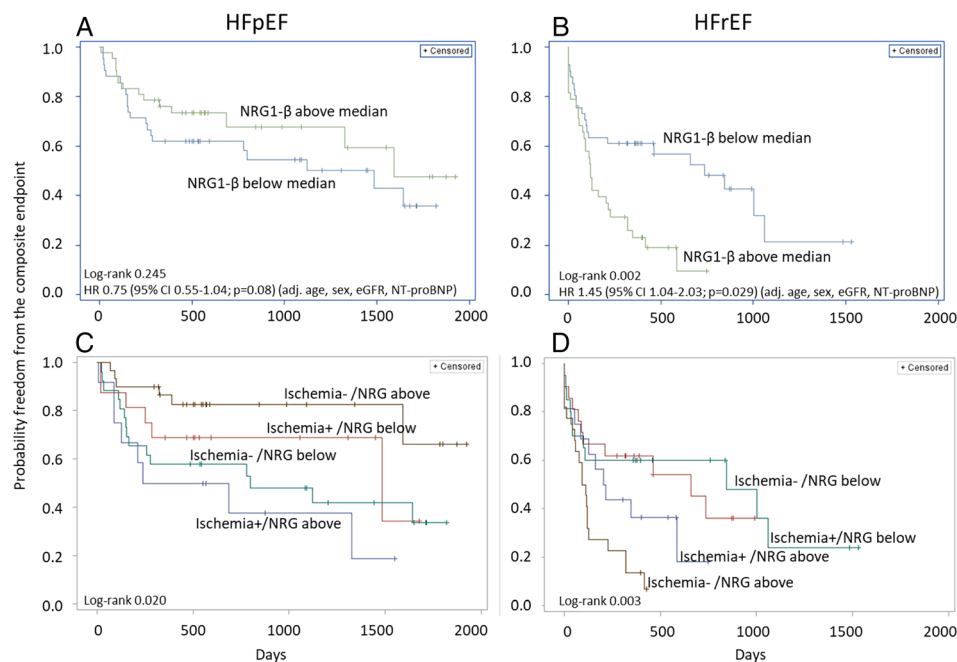 A
HFpEF
B
HFrEF
Probability freedom from the composite endpoint
1.0
0.8
0.6
0.4
0.2
0.0
+ Censored
NRG1-β above median
NRG1-β below median
Log-rank 0.245
HR 0.75 (95% CI 0.55-1.04; p=0.08) (adj. age, sex, eGFR, NT-proBNP)
0 500 1000 1500 2000
1.0
0.8
0.6
0.4
0.2
0.0
+ Censored
NRG1-β below median
NRG1-β above median
Log-rank 0.002
HR 1.45 (95% CI 1.04-2.03; p=0.029) (adj. age, sex, eGFR, NT-proBNP)
0 500 1000 1500 2000
C
1.0
0.8
0.6
0.4
0.2
0.0
+ Censored
Ischemia- /NRG above
Ischemia+ /NRG below
Ischemia- /NRG below
Ischemia+/NRG above
Log-rank 0.020
0 500 1000 1500 2000
Days
D
1.0
0.8
0.6
0.4
0.2
0.0
+ Censored
Ischemia- /NRG below
Ischemia+/NRG below
Ischemia+ /NRG above
Ischemia- /NRG above
Log-rank 0.003
0 500 1000 1500 2000
Days